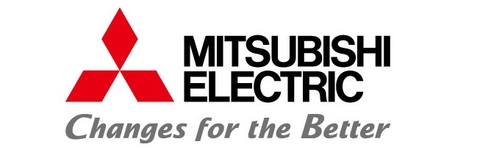 MITSUBISHI
ELECTRIC
Changes for the Better